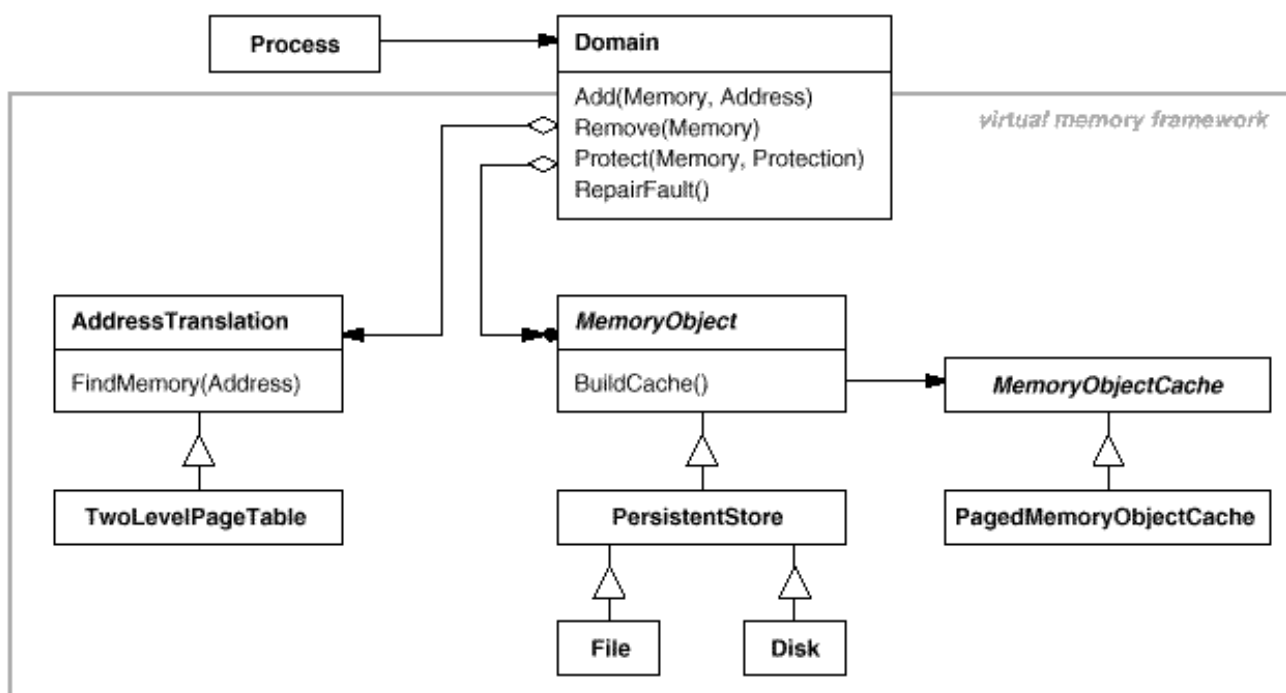 Process
Domain
Add(Memory, Address)
Remove(Memory)
Protect(Memory, Protection)
RepairFault()
virtual memory framework
AddressTranslation
FindMemory(Address)
MemoryObject
BuildCache()
MemoryObjectCache
TwoLevelPageTable
PersistentStore
PagedMemoryObjectCache
File
Disk